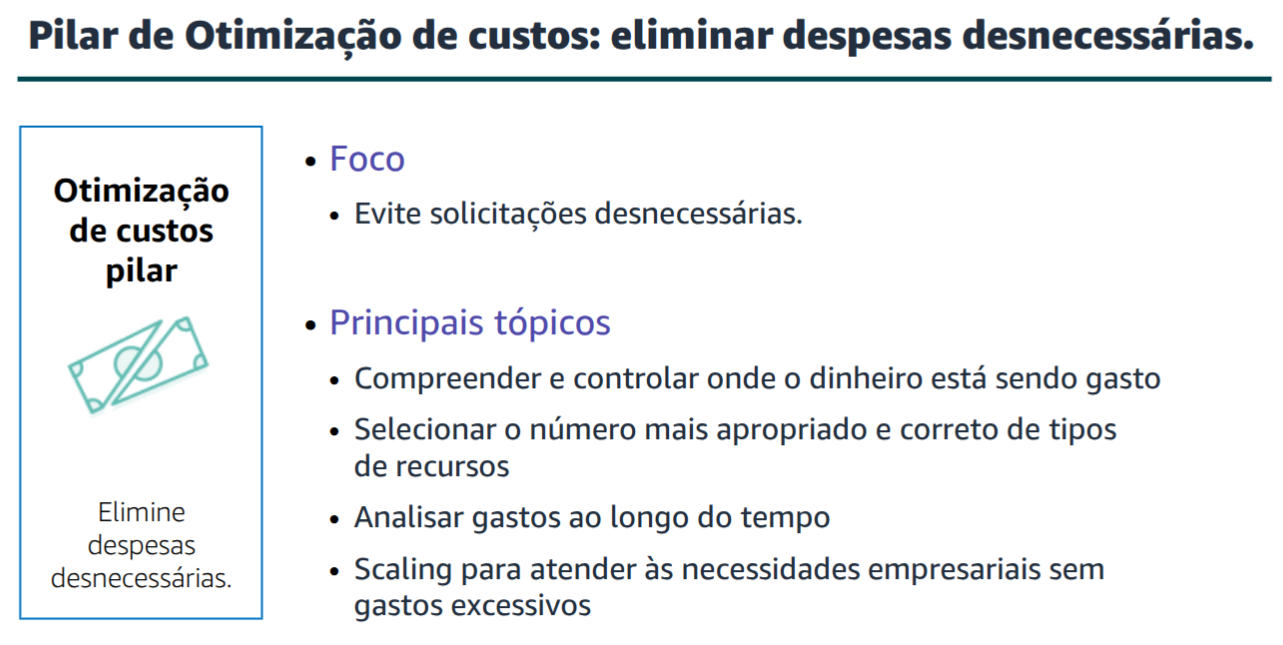 Pilar de Otimização de custos: eliminar despesas desnecessárias.
Otimização
de custos
pilar
Elimine
despesas
desnecessárias.
• Foco
• Evite solicitações desnecessárias.
• Principais tópicos
• Compreender e controlar onde o dinheiro está sendo gasto
• Selecionar o número mais apropriado e correto de tipos
de recursos
• Analisar gastos ao longo do tempo
• Scaling para atender às necessidades empresariais sem
gastos excessivos